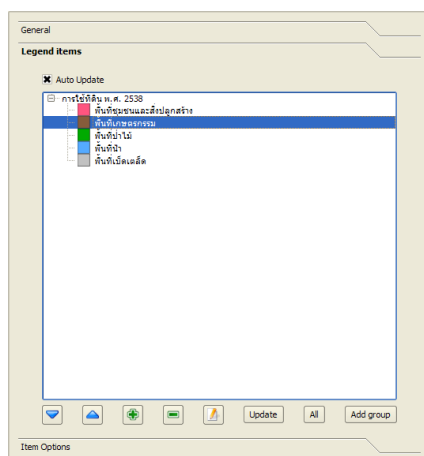 General
Legend items
Auto Update
การใช้ที่ดิน พ.ศ. 2538
พื้นที่ชุมชนและสิ่งปลูกสร้าง
พื้นที่เกษตรกรรม
พื้นที่ป่าไม้
พื้นที่น้ำ
พื้นที่เบ็ดเตล็ด
Update
All
Add group
Item Options